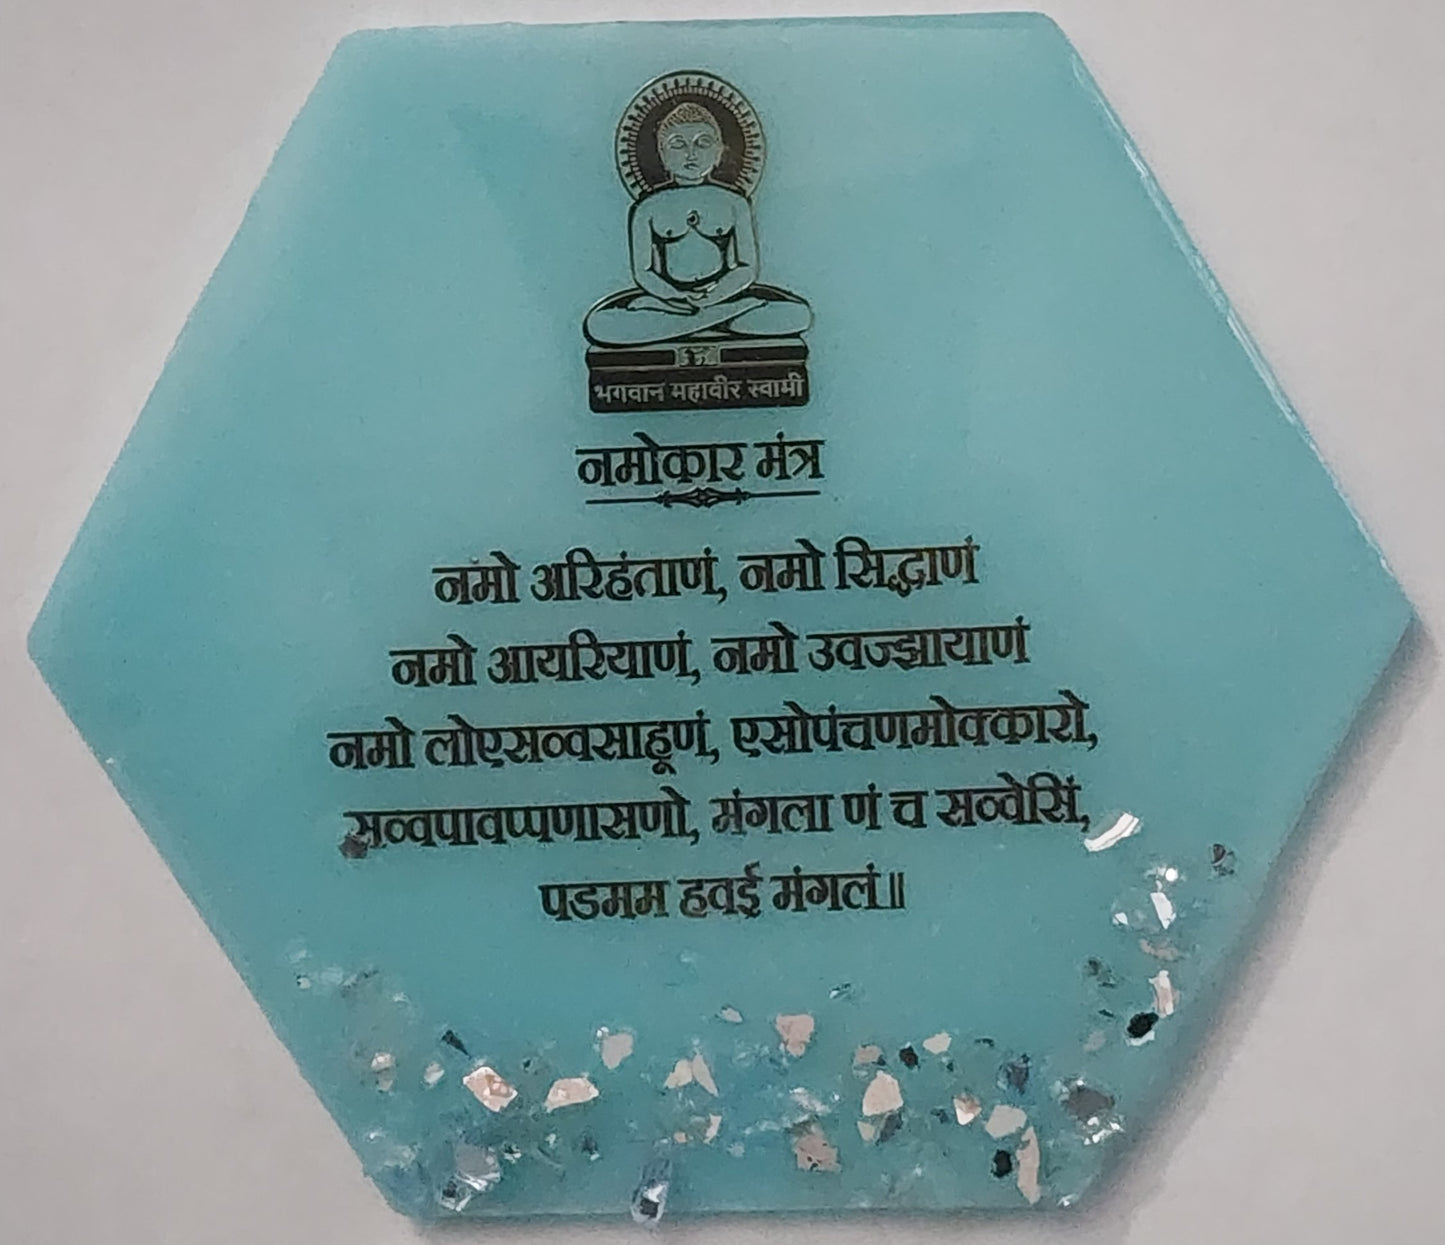 भगवान महावीर स्वामी
नमोकार मंत्र
नमो अरिहंताणं, नमो सिद्धाणं
नमो आयरियाणं, नमो उवज्झायाणं
नमो लोएसव्वसाहूणं, एसोपंचणमोक्कारो,
सव्वपावप्पणासणो, मंगला णं च सव्वेसिं,
पडमम हवई मंगलं॥